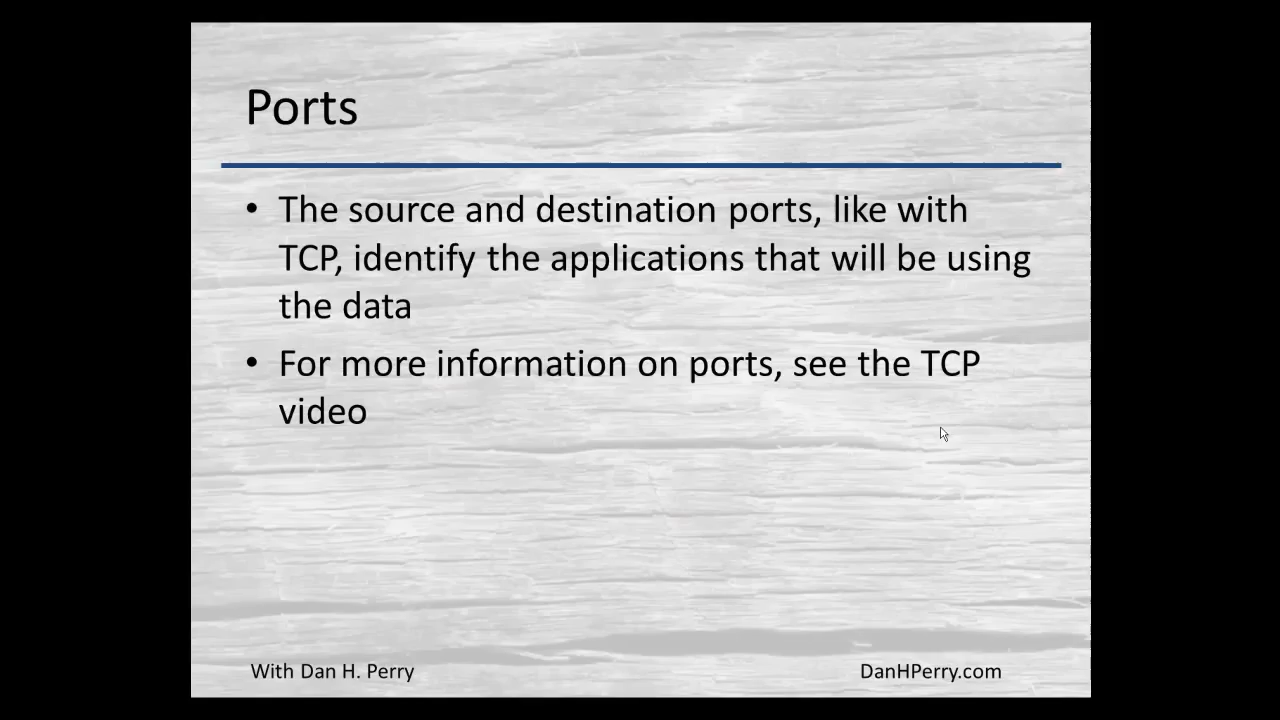 Ports
• The source and destination ports, like with
TCP, identify the applications that will be using
the data
• For more information on ports, see the TCP
video
With Dan H. Perry
DanHPerry.com